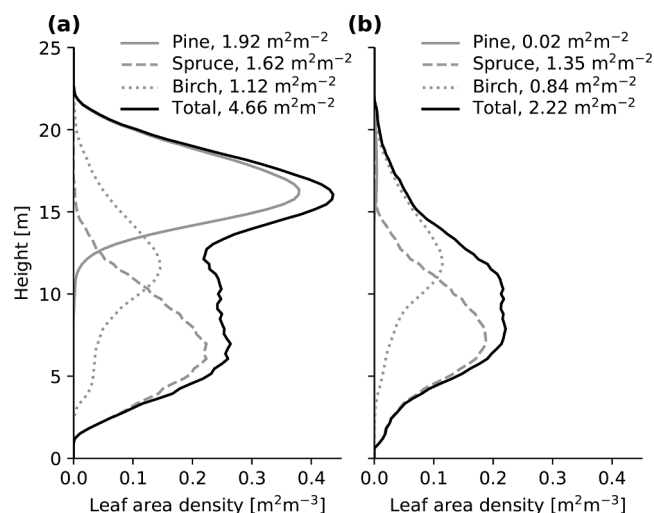 (a)
Pine, 1.92 m²m⁻²
Spruce, 1.62 m²m⁻²
Birch, 1.12 m²m⁻²
Total, 4.66 m²m⁻²
Height [m]
25
20
15
10
5
0
0.0 0.1 0.2 0.3 0.4
Leaf area density [m²m⁻³]
(b)
Pine, 0.02 m²m⁻²
Spruce, 1.35 m²m⁻²
Birch, 0.84 m²m⁻²
Total, 2.22 m²m⁻²
0.0 0.1 0.2 0.3 0.4
Leaf area density [m²m⁻³]